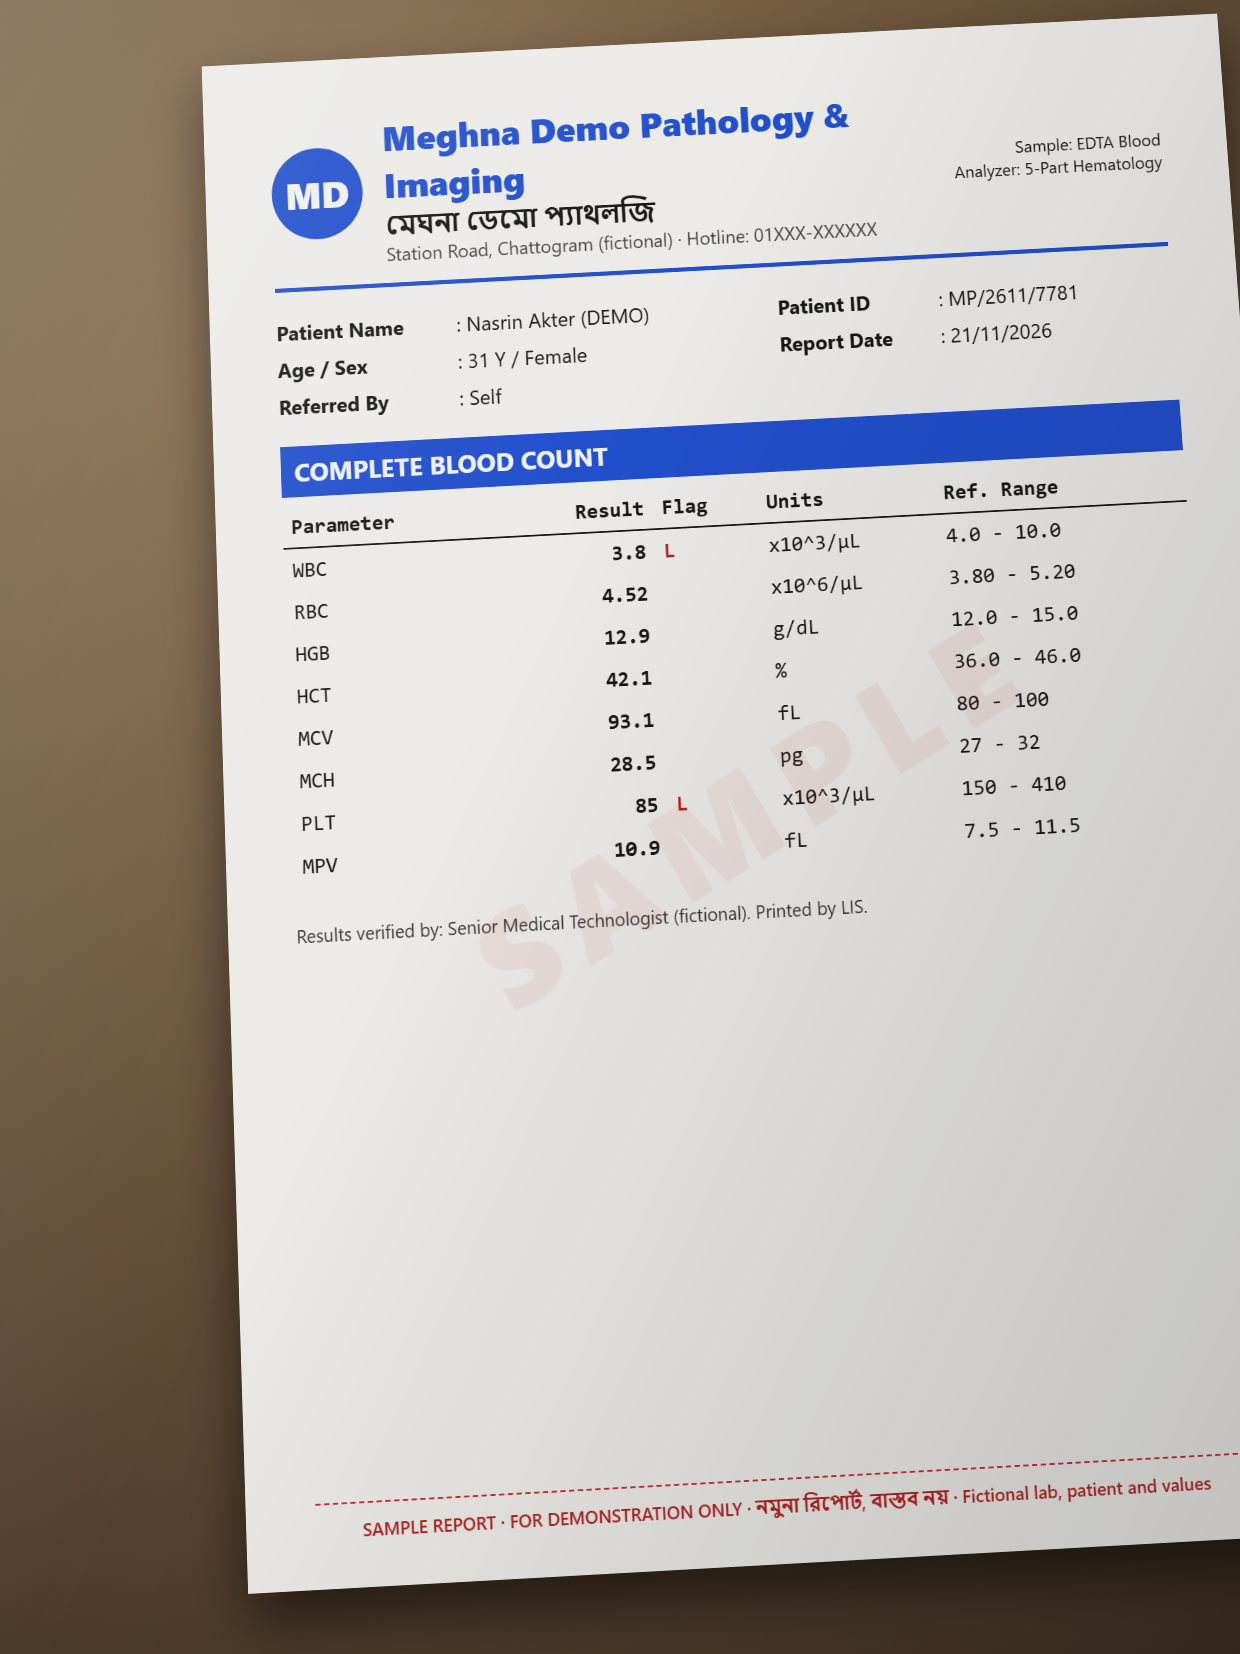 MD
Meghna Demo Pathology &
Imaging
মেঘনা ডেমো প্যাথলজি
Station Road, Chattogram (fictional) · Hotline: 01XXX-XXXXXX
Sample: EDTA Blood
Analyzer: 5-Part Hematology
Patient Name : Nasrin Akter (DEMO) Patient ID : MP/2611/7781
Age / Sex : 31 Y / Female Report Date : 21/11/2026
Referred By : Self
COMPLETE BLOOD COUNT
Parameter Result Flag Units Ref. Range
WBC 3.8 L x10^3/µL 4.0 - 10.0
RBC 4.52 x10^6/µL 3.80 - 5.20
HGB 12.9 g/dL 12.0 - 15.0
HCT 42.1 % 36.0 - 46.0
MCV 93.1 fL 80 - 100
MCH 28.5 pg 27 - 32
PLT 85 L x10^3/µL 150 - 410
MPV 10.9 fL 7.5 - 11.5
Results verified by: Senior Medical Technologist (fictional). Printed by LIS.
SAMPLE
SAMPLE REPORT · FOR DEMONSTRATION ONLY · নমুনা রিপোর্ট, বাস্তব নয় · Fictional lab, patient and values